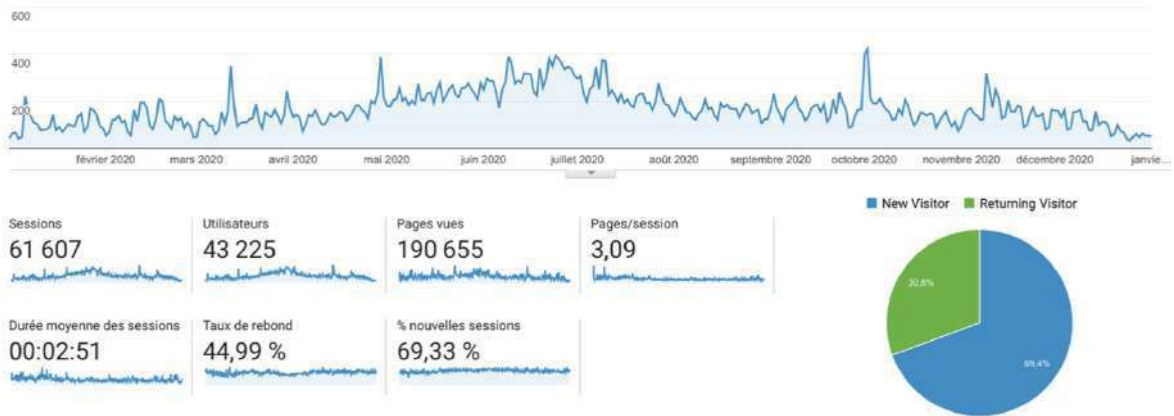 600
400
200
février 2020 mars 2020 avril 2020 mai 2020 juin 2020 juillet 2020 août 2020 septembre 2020 octobre 2020 novembre 2020 décembre 2020 janvie...
New Visitor Returning Visitor
Sessions Utilisateurs Pages vues Pages/session
61 607 43 225 190 655 3,09
Durée moyenne des sessions Taux de rebond % nouvelles sessions
00:02:51 44,99 % 69,33 %
30,6%
69,4%